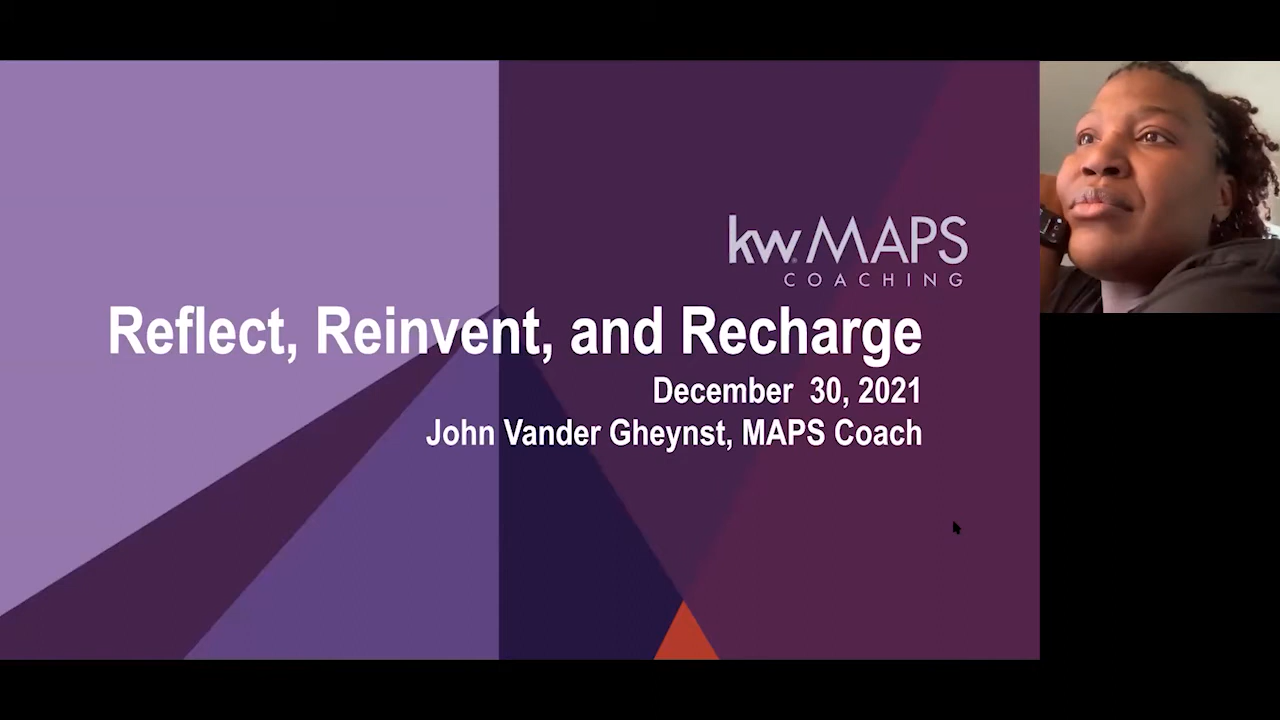 kw MAPS
COACHING
Reflect, Reinvent, and Recharge
December 30, 2021
John Vander Gheynst, MAPS Coach